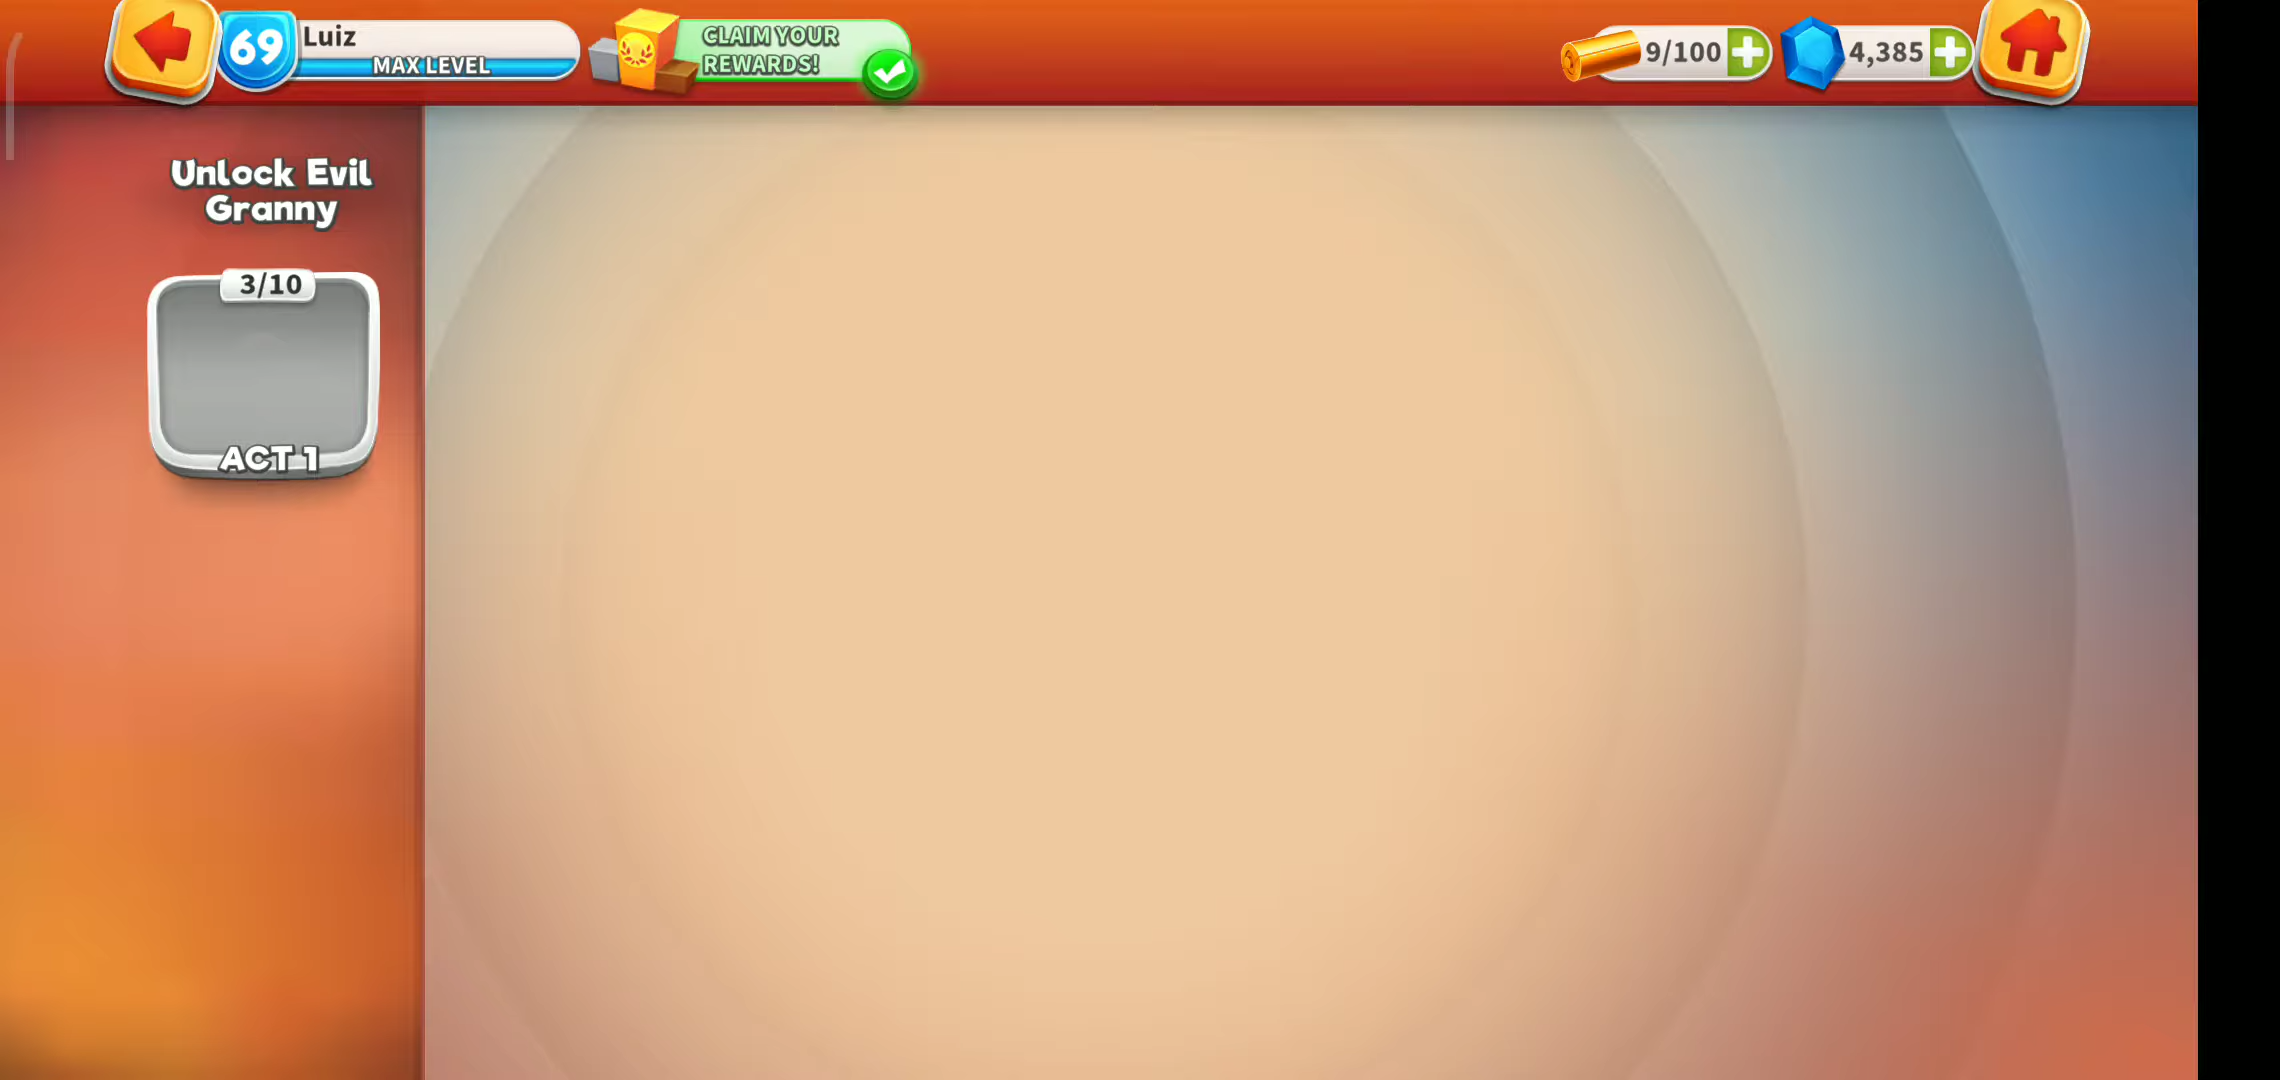 69
Luiz
MAX LEVEL
CLAIM YOUR
REWARDS!
9/100
4,385
Unlock Evil
Granny
3/10
ACT 1